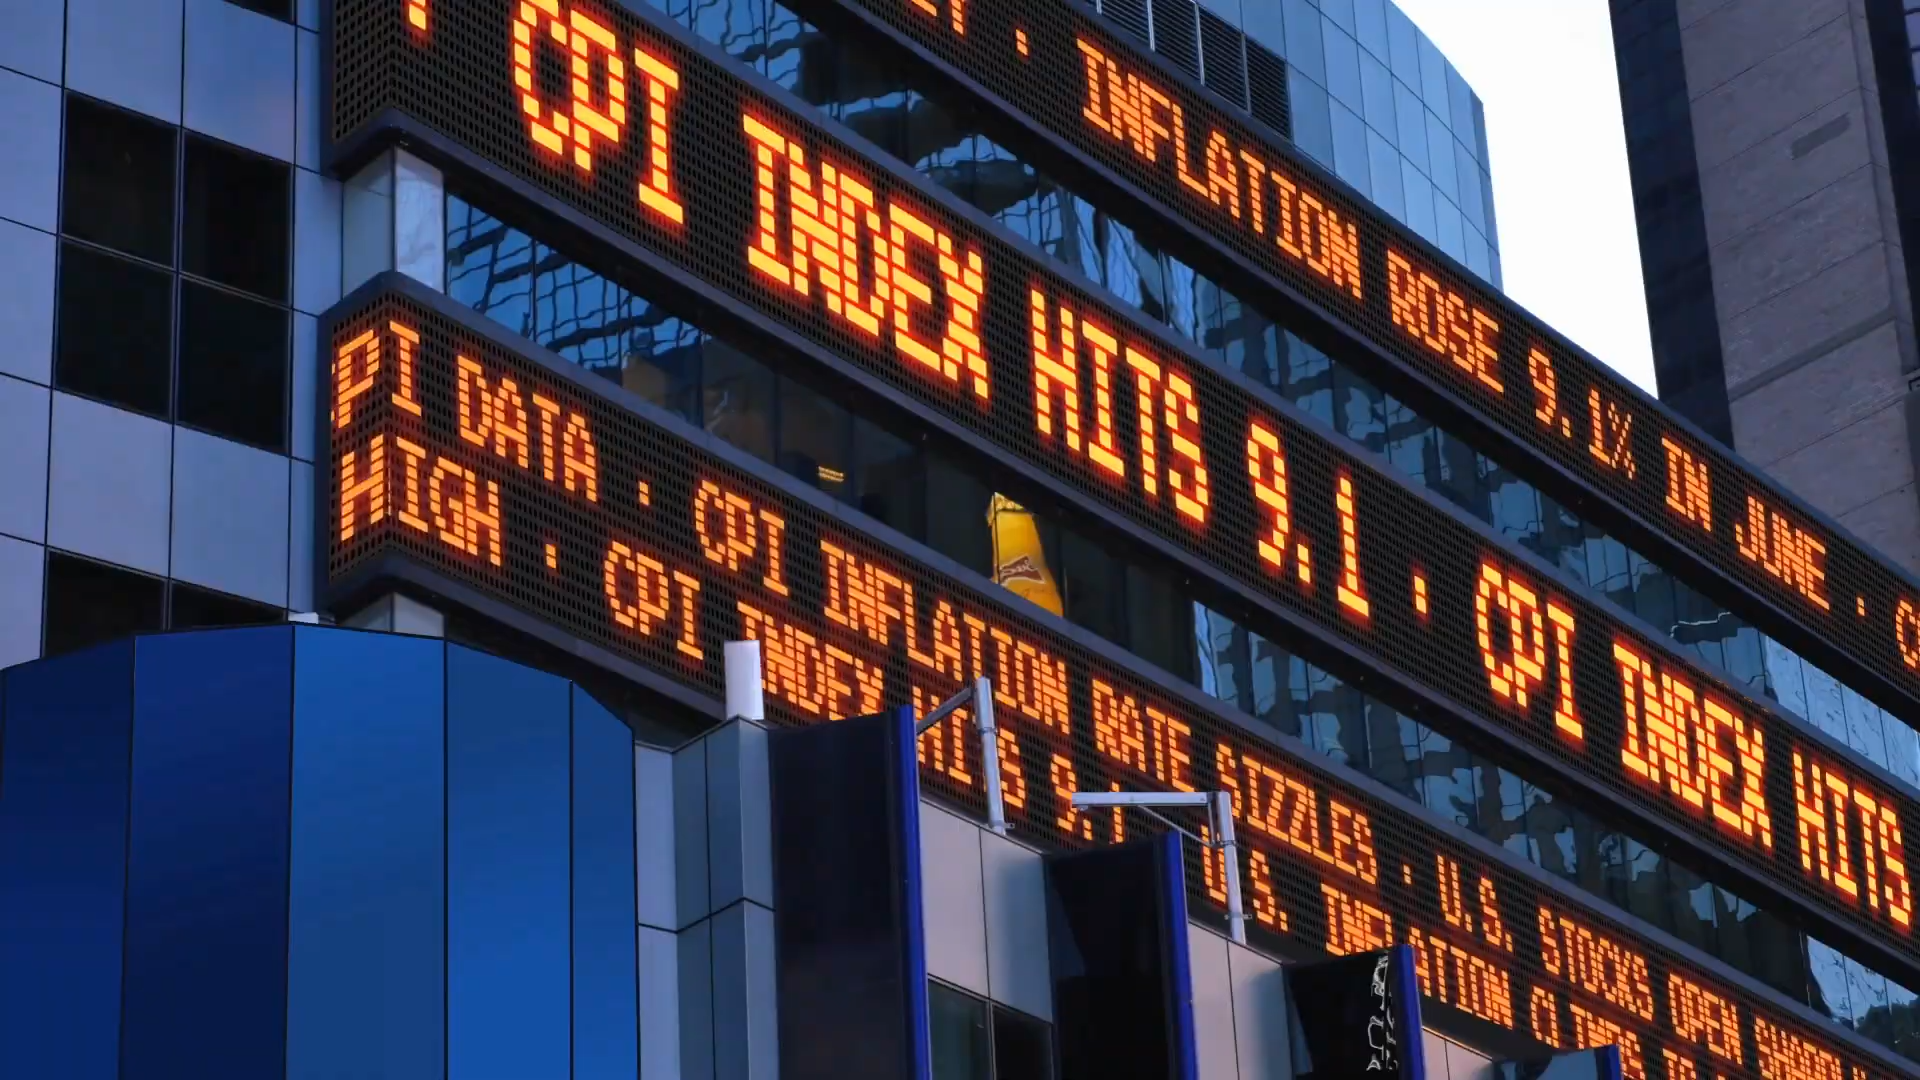 INFLATION ROSE 9.1% IN JUNE ·
CPI INDEX HITS 9.1 · CPI INDEX HITS
CPI DATA · CPI INFLATION RATE SIZZLES · U.S. STOCKS OPEN
HIGH · CPI INDEX HITS 9.1 U.S. INFLATION